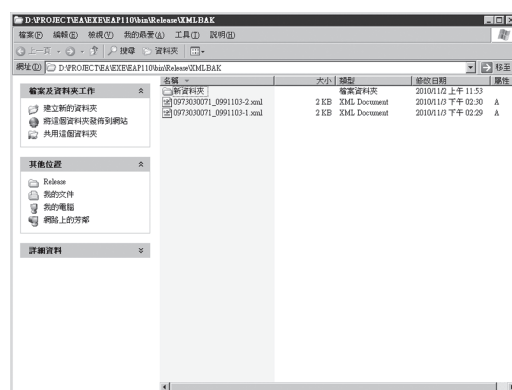 D:\PROJECT\EA\EXE\EAP110\bin\Release\XMLBAK
檔案(F) 編輯(E) 檢視(V) 我的最愛(A) 工具(T) 說明(H)
上一頁 搜尋 資料夾
網址(D) D:\PROJECT\EA\EXE\EAP110\bin\Release\XMLBAK 移至
名稱 大小 類型 修改日期 屬性
新資料夾 檔案資料夾 2010/11/2 上午 11:53
0973030071_0991103-2.xml 2 KB XML Document 2010/11/3 下午 02:30 A
0973030071_0991103-1.xml 2 KB XML Document 2010/11/3 下午 02:29 A
檔案及資料夾工作
建立新的資料夾
將這個資料夾發佈到網站
共用這個資料夾
其他位置
Release
我的文件
我的電腦
網路上的芳鄰
詳細資料